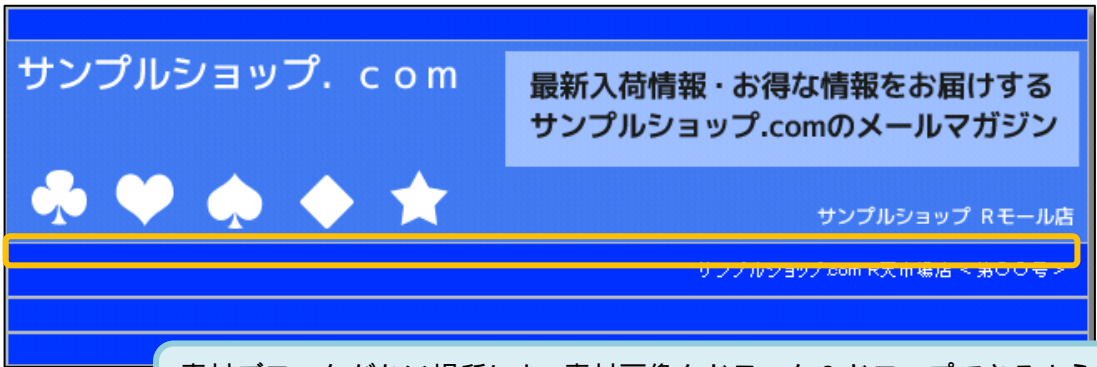 サンプルショップ．ｃｏｍ
最新入荷情報・お得な情報をお届けする
サンプルショップ.comのメールマガジン
サンプルショップ Rモール店
サンプルショップ.com R天市場店 < 第〇〇号 >